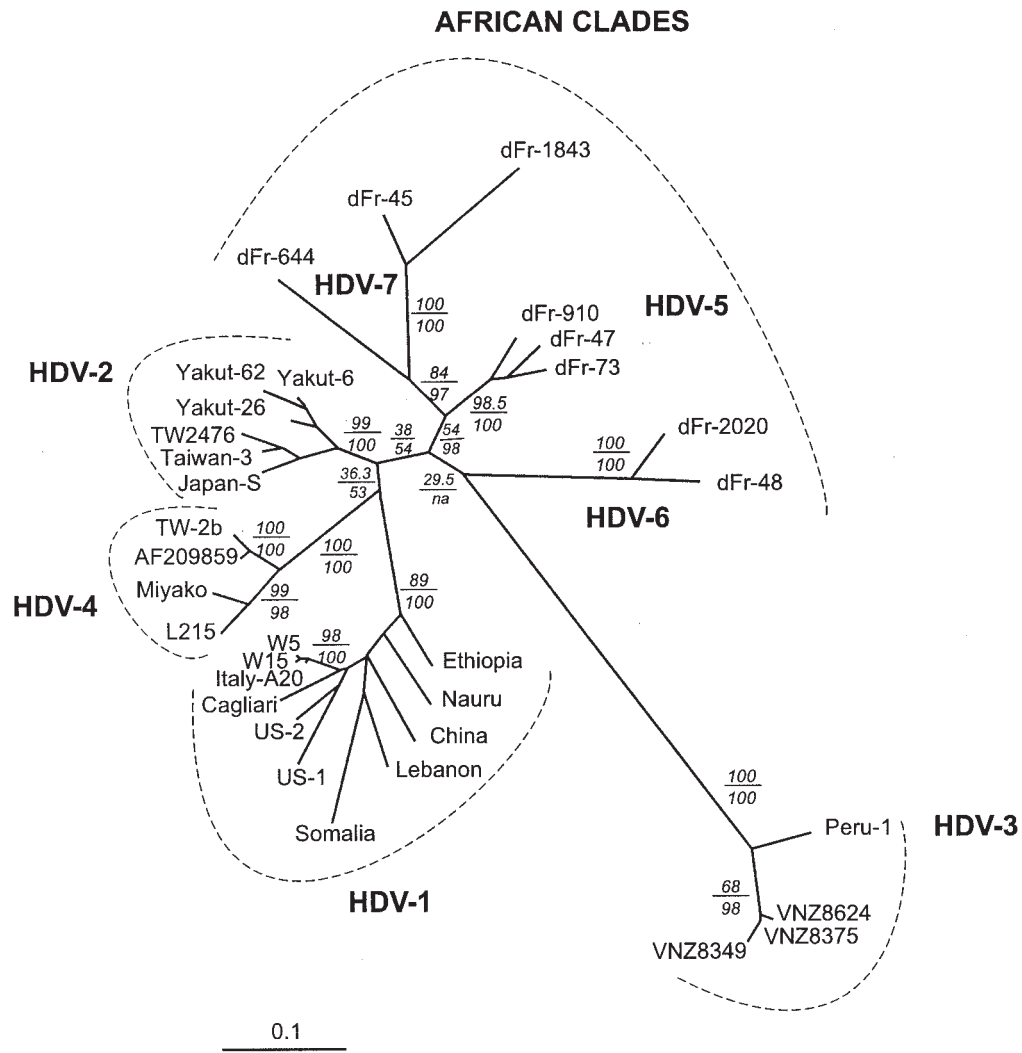 AFRICAN CLADES
dFr-1843
dFr-45
dFr-644
HDV-7
HDV-5
100
100
dFr-910
dFr-47
dFr-73
HDV-2
Yakut-62
Yakut-6
Yakut-26
84
97
98.5
100
TW2476
Taiwan-3
Japan-S
99
100
38
54
54
98
dFr-2020
100
100
dFr-48
36.3
53
29.5
na
HDV-6
TW-2b
AF209859
100
100
100
100
Miyako
HDV-4
99
98
89
100
L215
W5
W15
98
100
Italy-A20
Cagliari
US-2
US-1
Ethiopia
Nauru
China
Lebanon
Somalia
HDV-1
100
100
Peru-1
HDV-3
68
98
VNZ8624
VNZ8375
VNZ8349
0.1